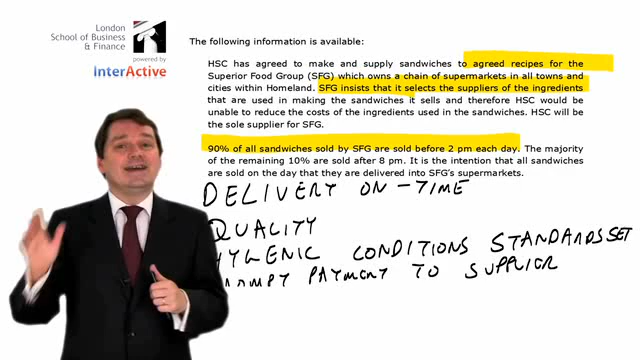 London
School of Business
& Finance
powered by
InterActive
The following information is available:
HSC has agreed to make and supply sandwiches to agreed recipes for the
Superior Food Group (SFG) which owns a chain of supermarkets in all towns and
cities within Homeland. SFG insists that it selects the suppliers of the ingredients
that are used in making the sandwiches it sells and therefore HSC would be
unable to reduce the costs of the ingredients used in the sandwiches. HSC will be
the sole supplier for SFG.
90% of all sandwiches sold by SFG are sold before 2 pm each day. The majority
of the remaining 10% are sold after 8 pm. It is the intention that all sandwiches
are sold on the day that they are delivered into SFG's supermarkets.
DELIVERY ON-TIME
QUALITY
HYGENIC CONDITIONS STANDARDS SET
PAYMENT TO SUPPLIER